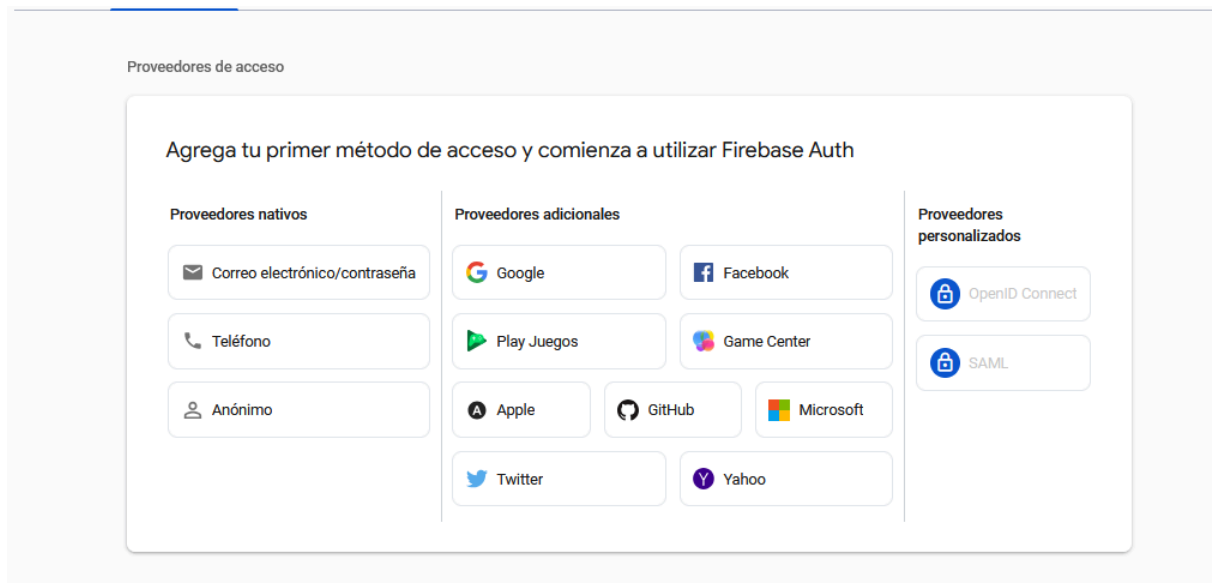 Proveedores de acceso
Agrega tu primer método de acceso y comienza a utilizar Firebase Auth
Proveedores nativos
Correo electrónico/contraseña
Teléfono
Anónimo
Proveedores adicionales
Google
Facebook
Play Juegos
Game Center
Apple
GitHub
Microsoft
Twitter
Yahoo
Proveedores
personalizados
OpenID Connect
SAML